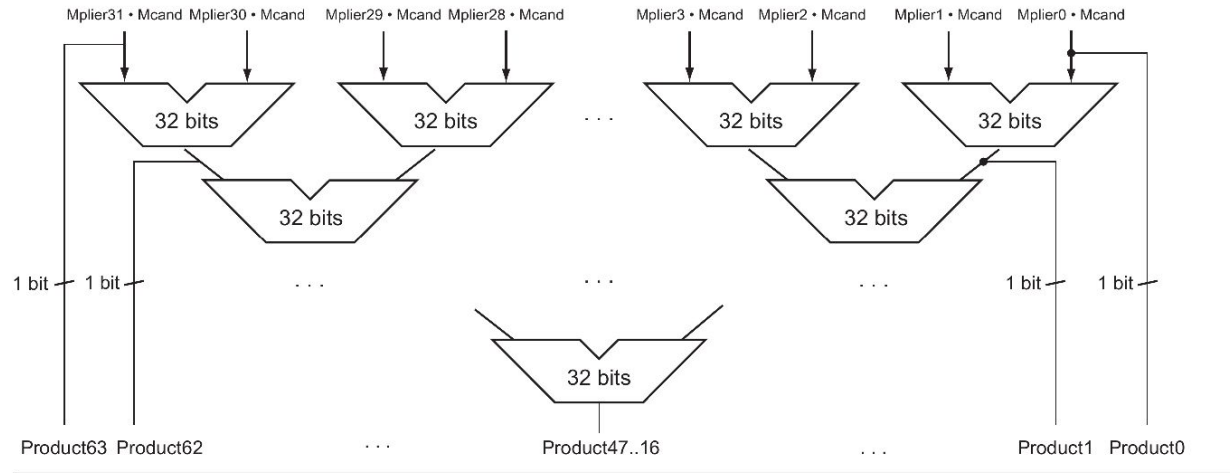 Mplier31 • Mcand Mplier30 • Mcand Mplier29 • Mcand Mplier28 • Mcand Mplier3 • Mcand Mplier2 • Mcand Mplier1 • Mcand Mplier0 • Mcand
32 bits 32 bits . . . 32 bits 32 bits
32 bits 32 bits
1 bit 1 bit . . . . . . . . . 1 bit 1 bit
32 bits
Product63 Product62 . . . Product47..16 . . . Product1 Product0